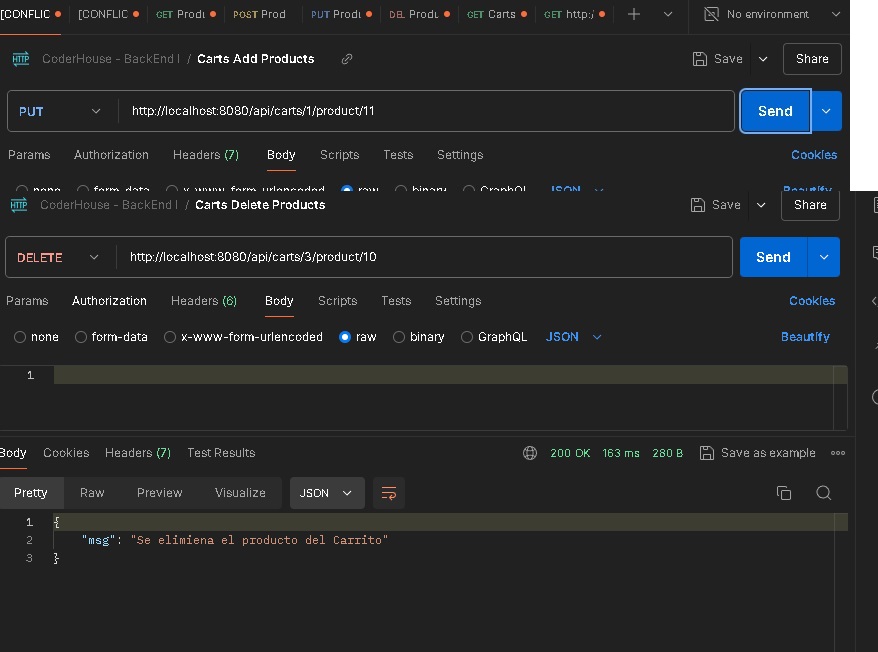 [CONFLIC [CONFLIC GET Produ POST Prod PUT Produ DEL Produ GET Carts GET http:/ No environment
HTTP CoderHouse - BackEnd I / Carts Add Products Save Share
PUT http://localhost:8080/api/carts/1/product/11 Send
Params Authorization Headers (7) Body Scripts Tests Settings Cookies
none form-data x-www-form-urlencoded raw binary GraphQL JSON Beautify
HTTP CoderHouse - BackEnd I / Carts Delete Products Save Share
DELETE http://localhost:8080/api/carts/3/product/10 Send
Params Authorization Headers (6) Body Scripts Tests Settings Cookies
none form-data x-www-form-urlencoded raw binary GraphQL JSON Beautify
1
Body Cookies Headers (7) Test Results 200 OK 163 ms 280 B Save as example
Pretty Raw Preview Visualize JSON
1 {
2 "msg": "Se elimiena el producto del Carrito"
3 }